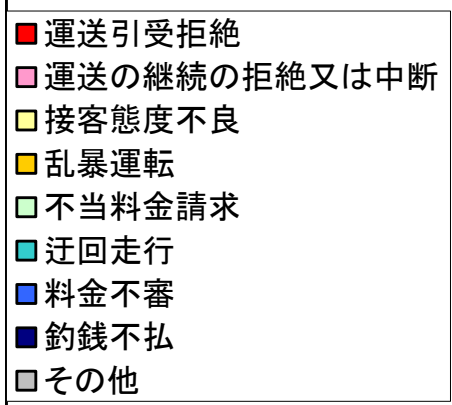 運送引受拒絶
運送の継続の拒絶又は中断
接客態度不良
乱暴運転
不当料金請求
迂回走行
料金不審
釣銭不払
その他